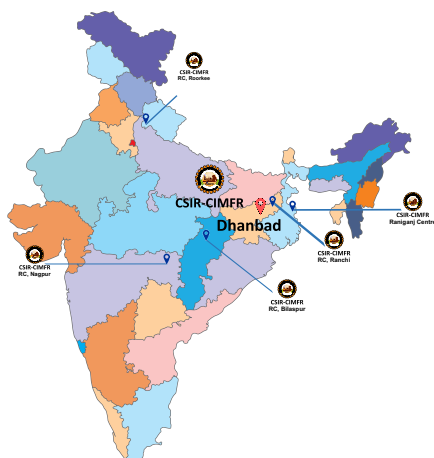 CSIR-CIMFR
RC, Roorkee
CSIR-CIMFR
Dhanbad
CSIR-CIMFR
Raniganj Centr
CSIR-CIMFR
RC, Ranchi
CSIR-CIMFR
RC, Nagpur
CSIR-CIMFR
RC, Bilaspur